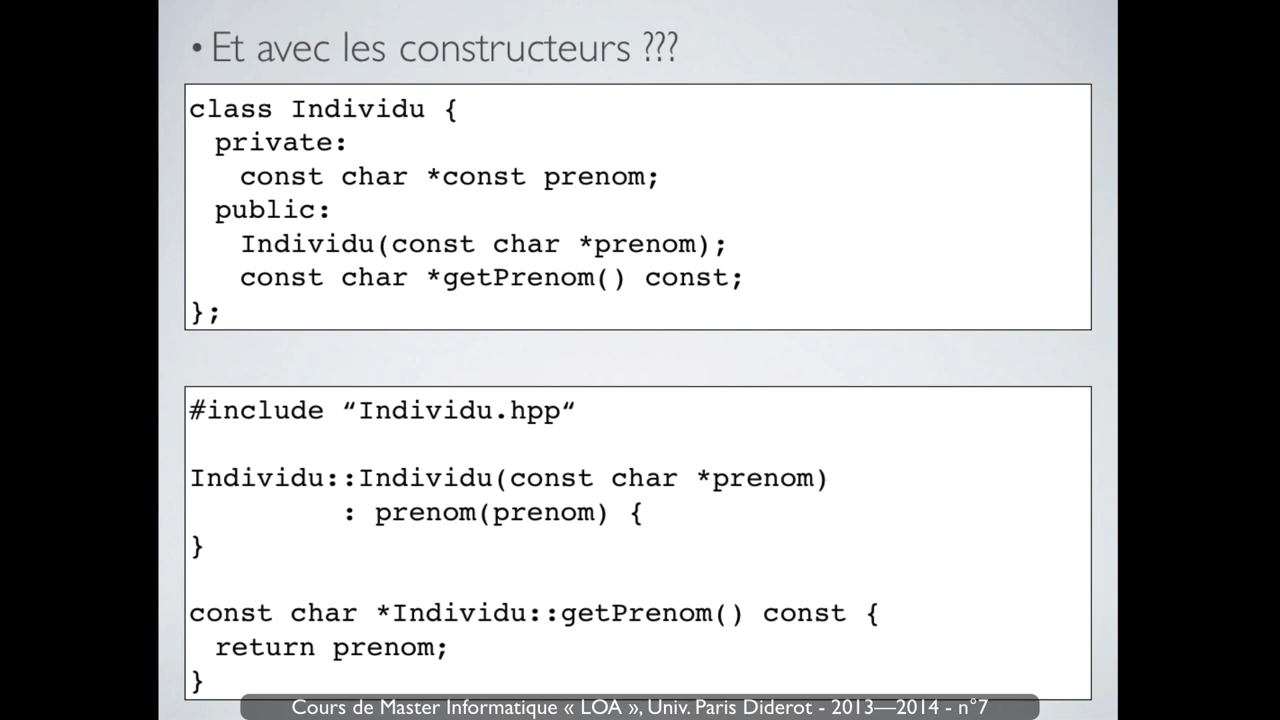 • Et avec les constructeurs ???
class Individu {
private:
const char *const prenom;
public:
Individu(const char *prenom);
const char *getPrenom() const;
};
#include “Individu.hpp“
Individu::Individu(const char *prenom)
: prenom(prenom) {
}
const char *Individu::getPrenom() const {
return prenom;
}
Cours de Master Informatique « LOA », Univ. Paris Diderot - 2013—2014 - n°7